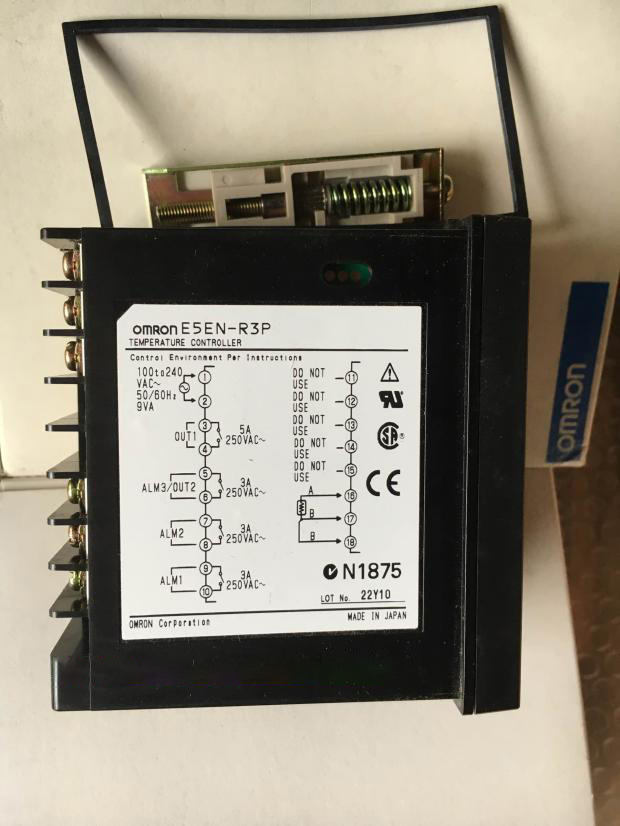 OMRON E5EN-R3P
TEMPERATURE CONTROLLER
Control Environment Per Instructions
100to240
VAC~
50/60Hz
9VA
1
2
OUT1
3
4
5A
250VAC~
ALM3/OUT2
5
6
3A
250VAC~
ALM2
7
8
3A
250VAC~
ALM1
9
10
3A
250VAC~
DO NOT
USE
11
DO NOT
USE
12
DO NOT
USE
13
DO NOT
USE
14
DO NOT
USE
15
A
16
B
17
B
18
SA
CE
N1875
LOT No. 22Y10
OMRON Corporation
MADE IN JAPAN
OMRON